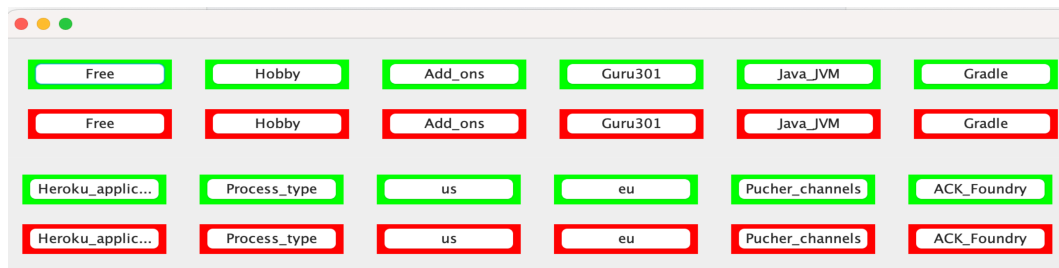 Free Hobby Add_ons Guru301 Java_JVM Gradle
Free Hobby Add_ons Guru301 Java_JVM Gradle
Heroku_applic... Process_type us eu Pucher_channels ACK_Foundry
Heroku_applic... Process_type us eu Pucher_channels ACK_Foundry